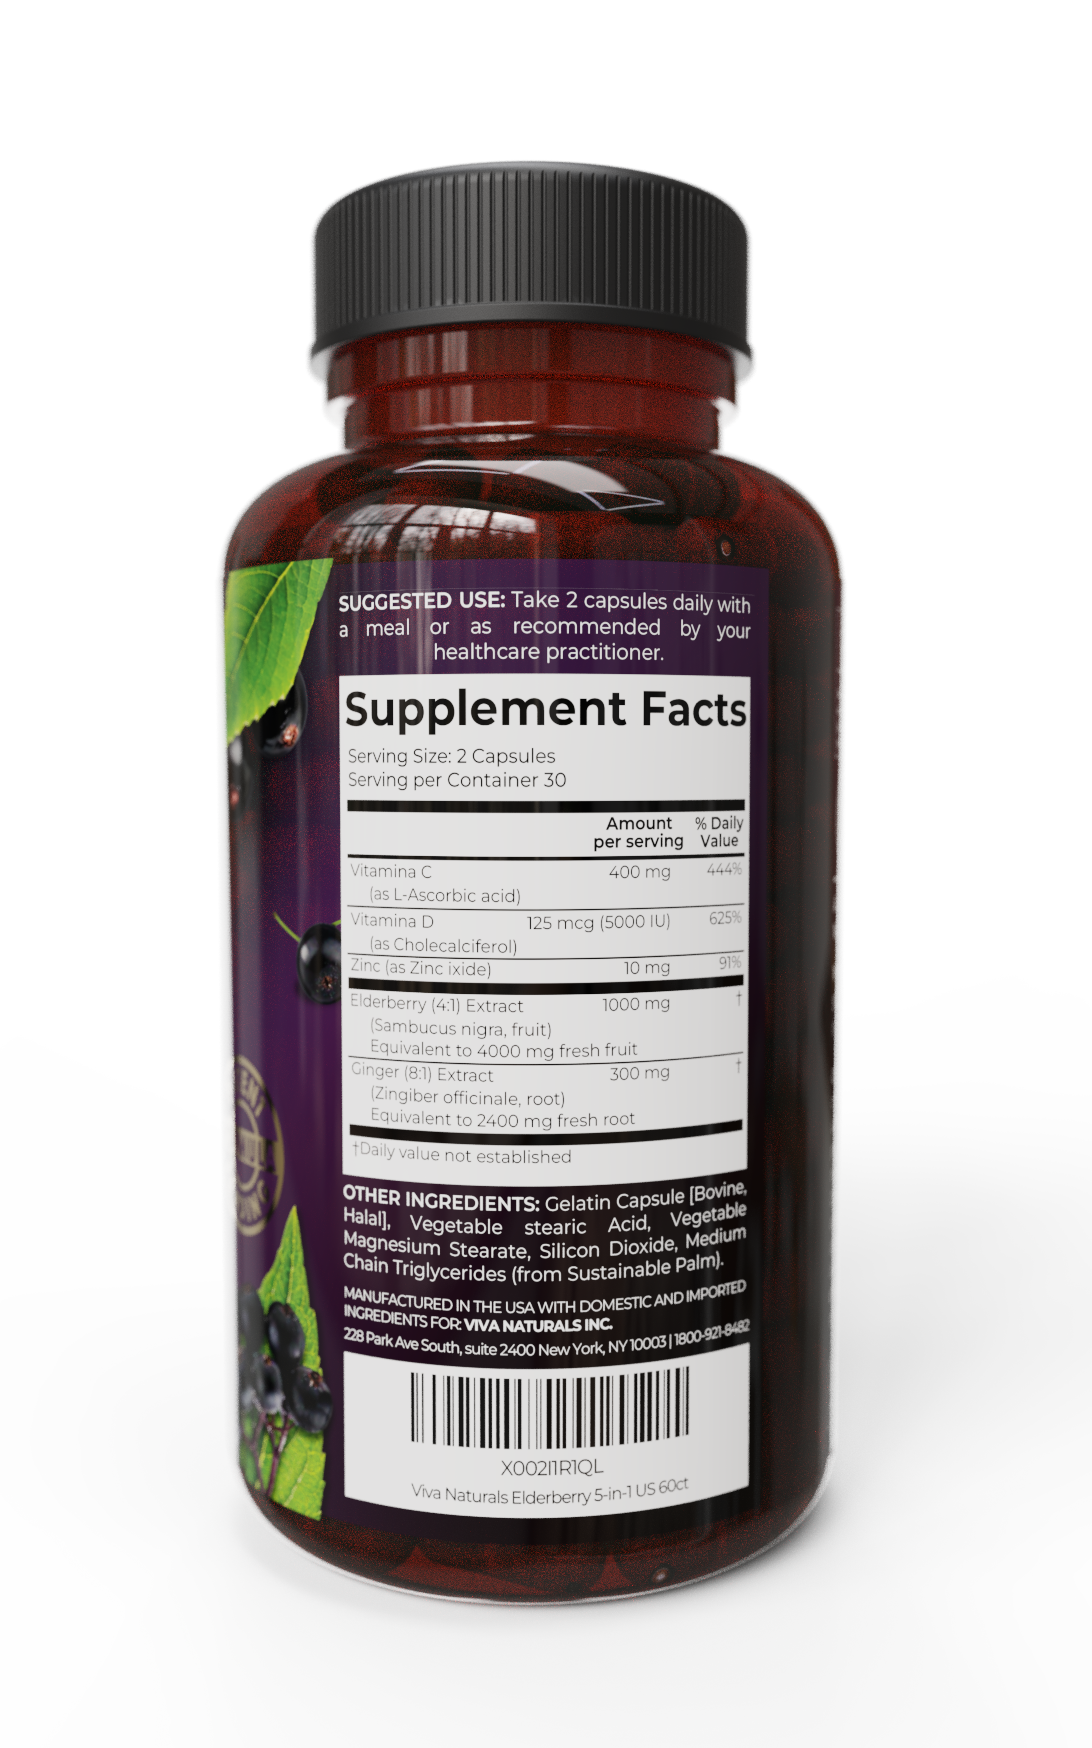 SUGGESTED USE: Take 2 capsules daily with
a meal or as recommended by your
healthcare practitioner.
Supplement Facts
Serving Size: 2 Capsules
Serving per Container 30
Amount per serving % Daily Value
Vitamina C 400 mg 444%
(as L-Ascorbic acid)
Vitamina D 125 mcg (5000 IU) 625%
(as Cholecalciferol)
Zinc (as Zinc ixide) 10 mg 91%
Elderberry (4:1) Extract 1000 mg †
(Sambucus nigra, fruit)
Equivalent to 4000 mg fresh fruit
Ginger (8:1) Extract 300 mg †
(Zingiber officinale, root)
Equivalent to 2400 mg fresh root
†Daily value not established
OTHER INGREDIENTS: Gelatin Capsule [Bovine,
Halal], Vegetable stearic Acid, Vegetable
Magnesium Stearate, Silicon Dioxide, Medium
Chain Triglycerides (from Sustainable Palm).
MANUFACTURED IN THE USA WITH DOMESTIC AND IMPORTED
INGREDIENTS FOR: VIVA NATURALS INC.
228 Park Ave South, suite 2400 New York, NY 10003 | 1800-921-8482
X002I1R1QL
Viva Naturals Elderberry 5-in-1 US 60ct